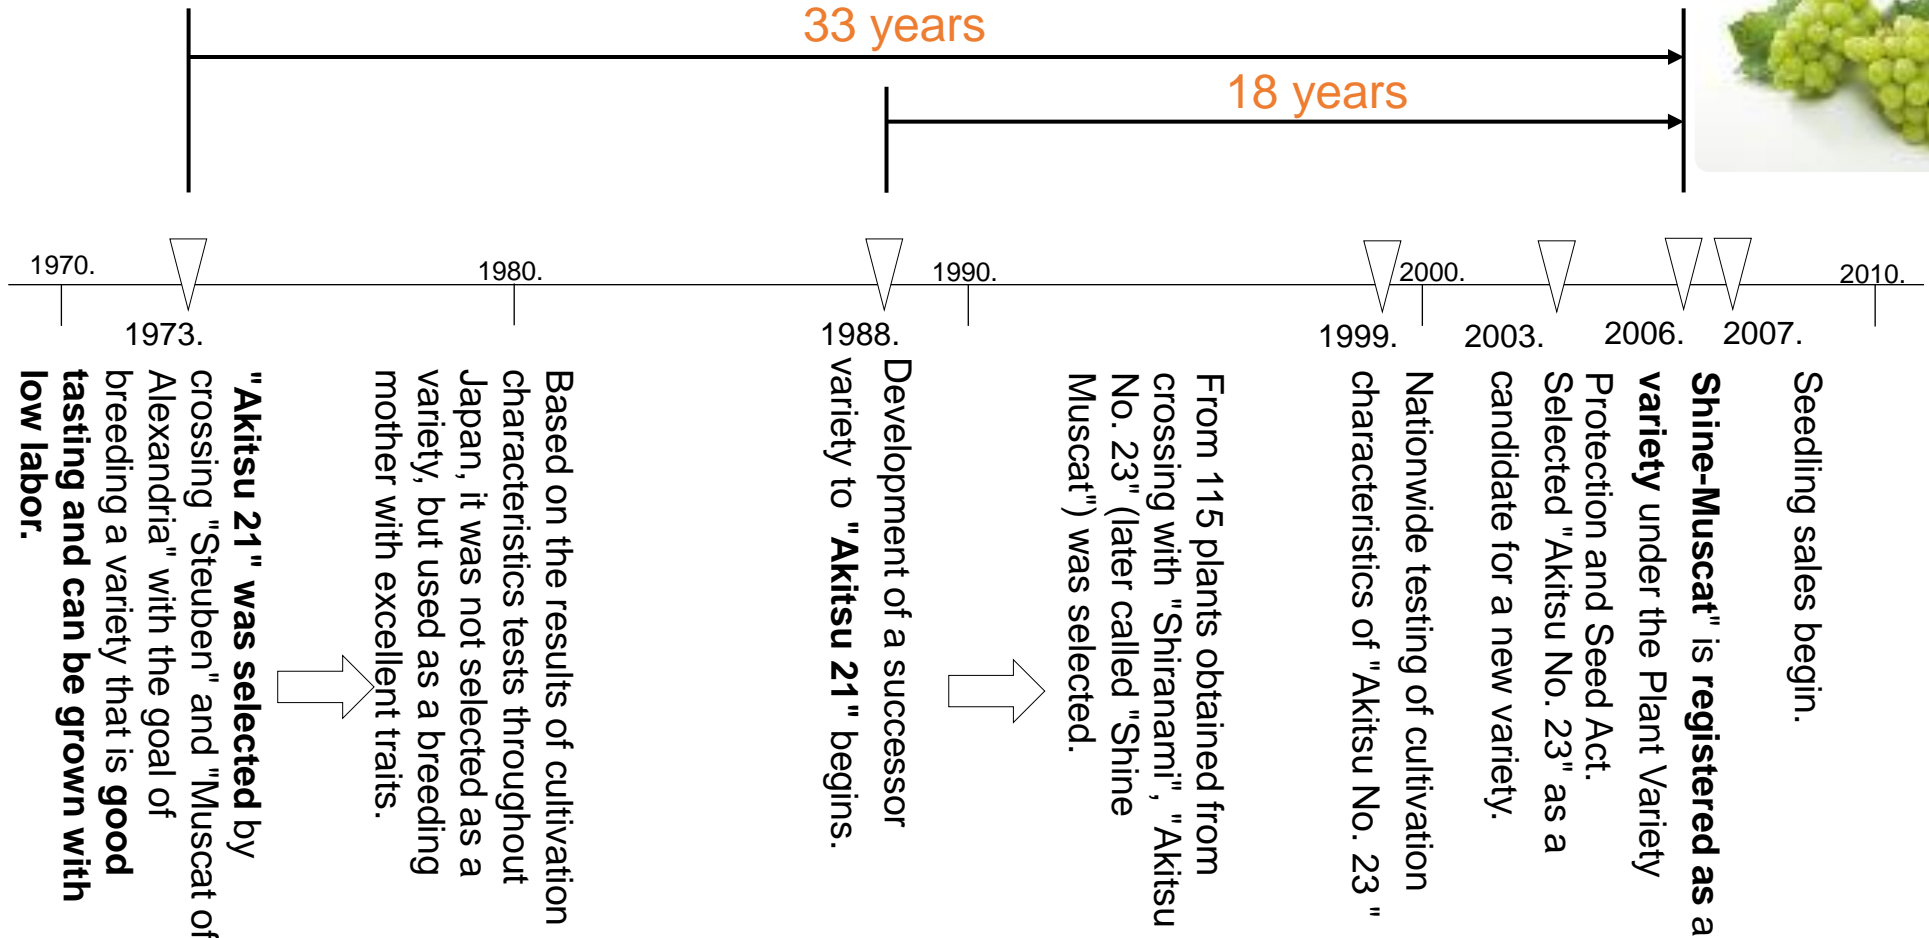 33 years
18 years
1970.
1980.
1990.
2000.
2010.
1973.
1988.
1999.
2003.
2006.
2007.
"Akitsu 21" was selected by
crossing "Steuben" and "Muscat of
Alexandria" with the goal of
breeding a variety that is good
tasting and can be grown with
low labor.
Based on the results of cultivation
characteristics tests throughout
Japan, it was not selected as a
variety, but used as a breeding
mother with excellent traits.
Development of a successor
variety to "Akitsu 21" begins.
From 115 plants obtained from
crossing with "Shiranami", "Akitsu
No. 23" (later called "Shine
Muscat") was selected.
Nationwide testing of cultivation
characteristics of "Akitsu No. 23 "
Selected "Akitsu No. 23" as a
candidate for a new variety.
Shine-Muscat" is registered as a
variety under the Plant Variety
Protection and Seed Act.
Seedling sales begin.